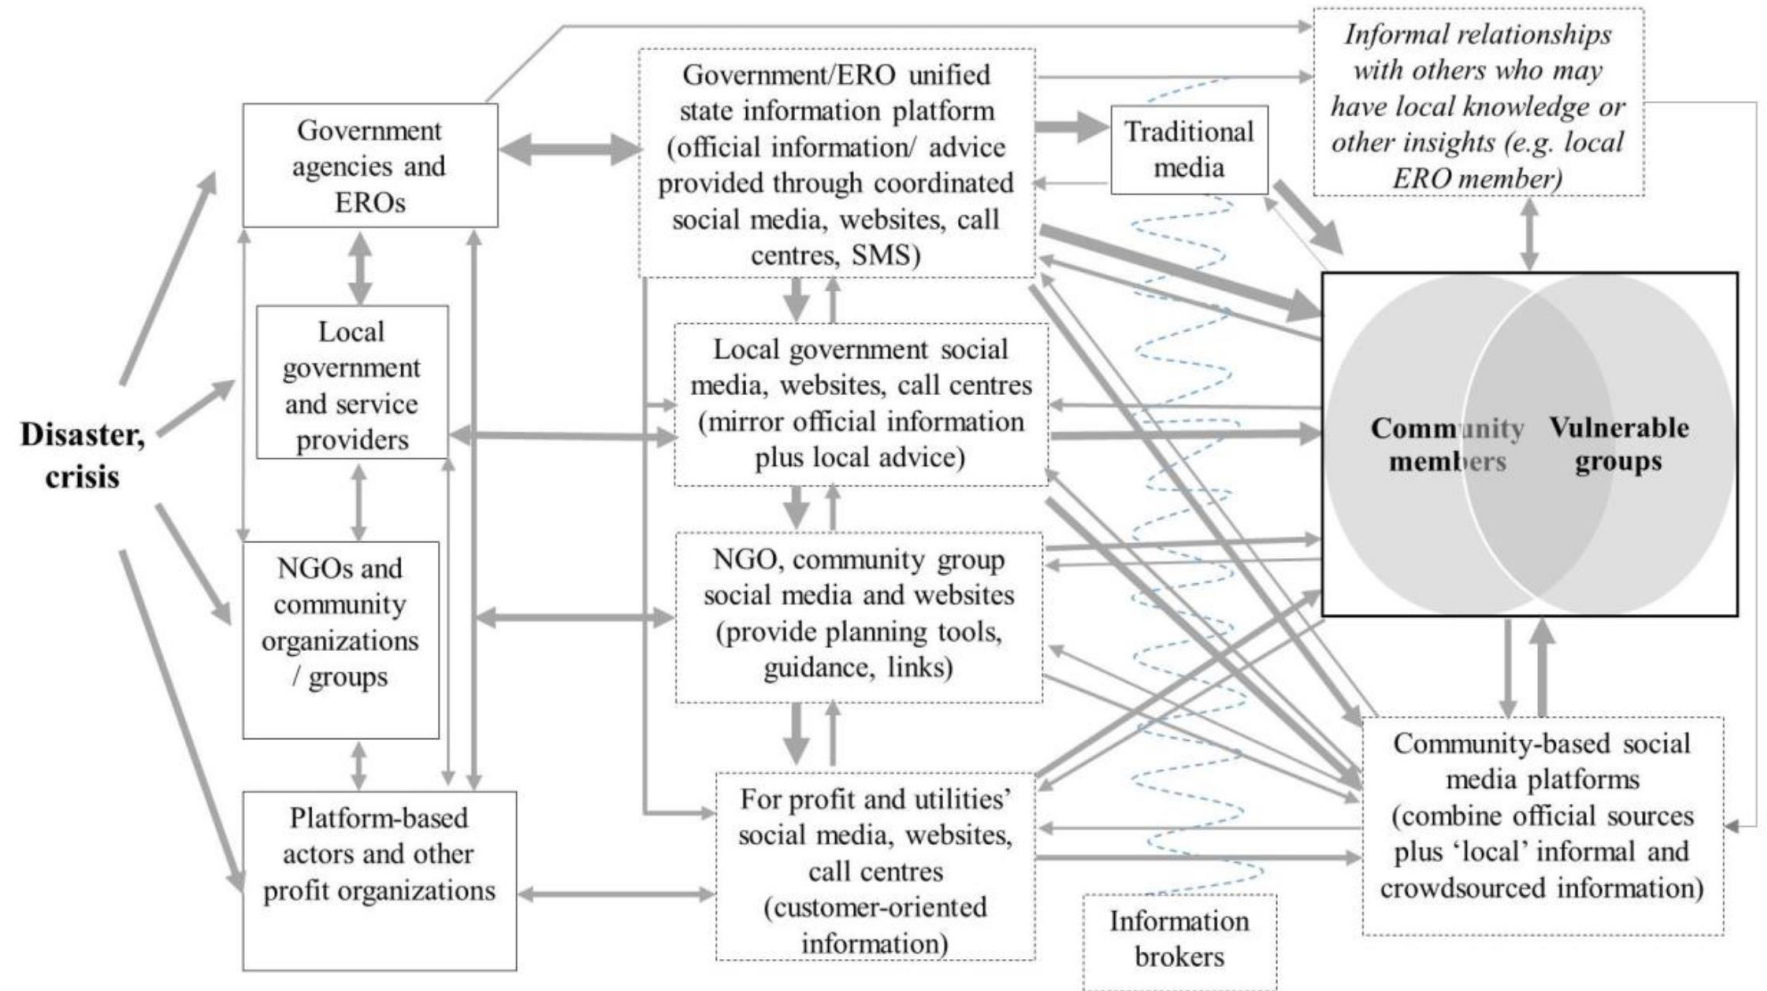 Disaster,
crisis
Government
agencies and
EROs
Local
government
and service
providers
NGOs and
community
organizations
/ groups
Platform-based
actors and other
profit organizations
Government/ERO unified
state information platform
(official information/ advice
provided through coordinated
social media, websites, call
centres, SMS)
Local government social
media, websites, call centres
(mirror official information
plus local advice)
NGO, community group
social media and websites
(provide planning tools,
guidance, links)
For profit and utilities’
social media, websites,
call centres
(customer-oriented
information)
Traditional
media
Information
brokers
Informal relationships
with others who may
have local knowledge or
other insights (e.g. local
ERO member)
Community
members
Vulnerable
groups
Community-based social
media platforms
(combine official sources
plus ‘local’ informal and
crowdsourced information)